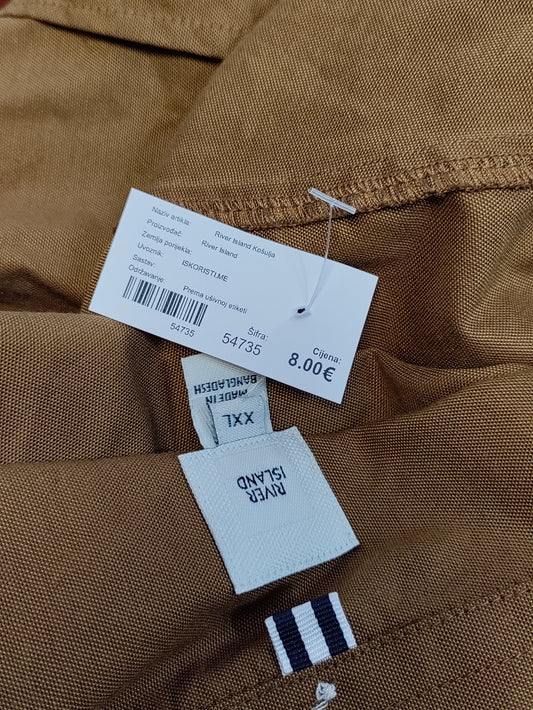 Naziv artikla: River Island Košulja
Proizvođač: River Island
Zemlja porijekla:
Uvoznik: ISKORISTI.ME
Sastav:
Održavanje: Prema ušivnoj etiketi
54735
Šifra:
54735
Cijena:
8.00€
MADE IN
BANGLADESH
XXL
RIVER
ISLAND